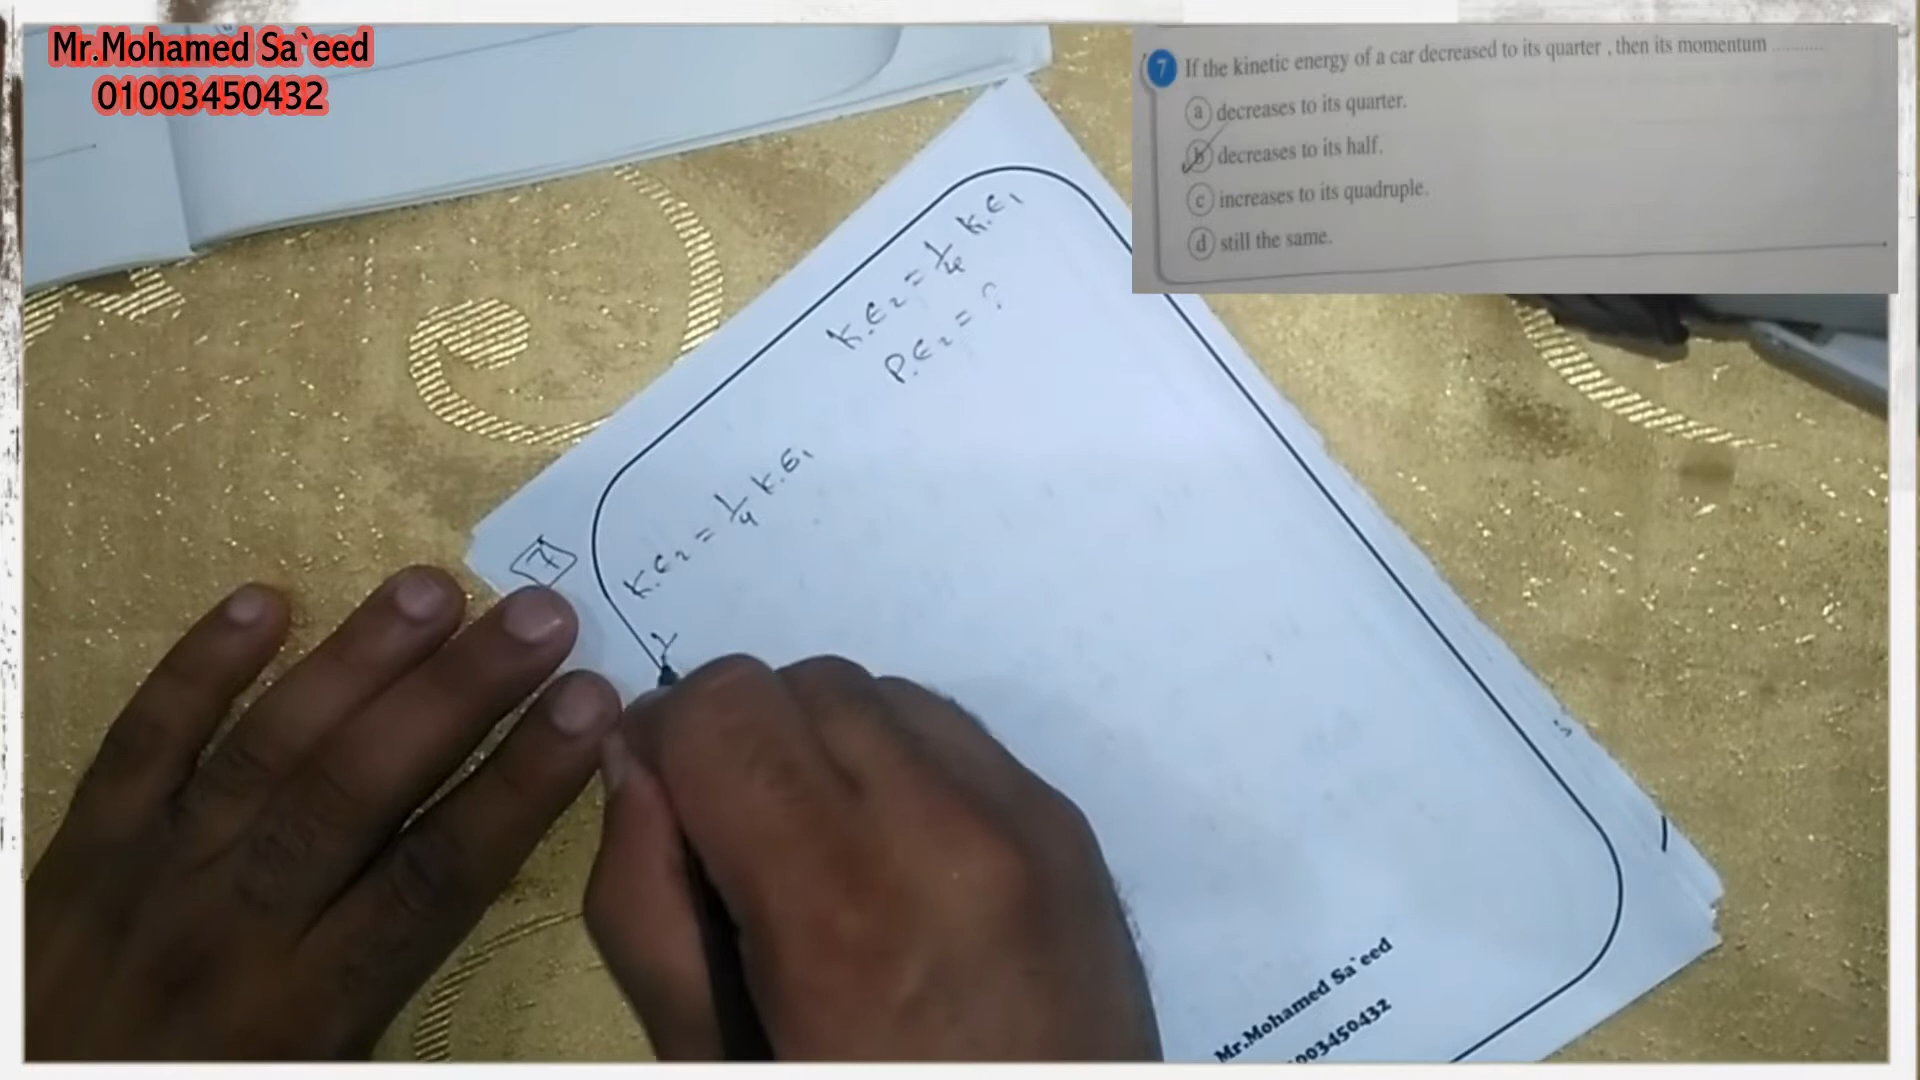 Mr.Mohamed Sa`eed
01003450432
7 If the kinetic energy of a car decreased to its quarter , then its momentum ..........
a decreases to its quarter.
b decreases to its half.
c increases to its quadruple.
d still the same.
K.E2 = 1/4 K.E1
P.E2 = ?
7
K.E2 = 1/4 K.E1
Mr.Mohamed Sa`eed
1003450432